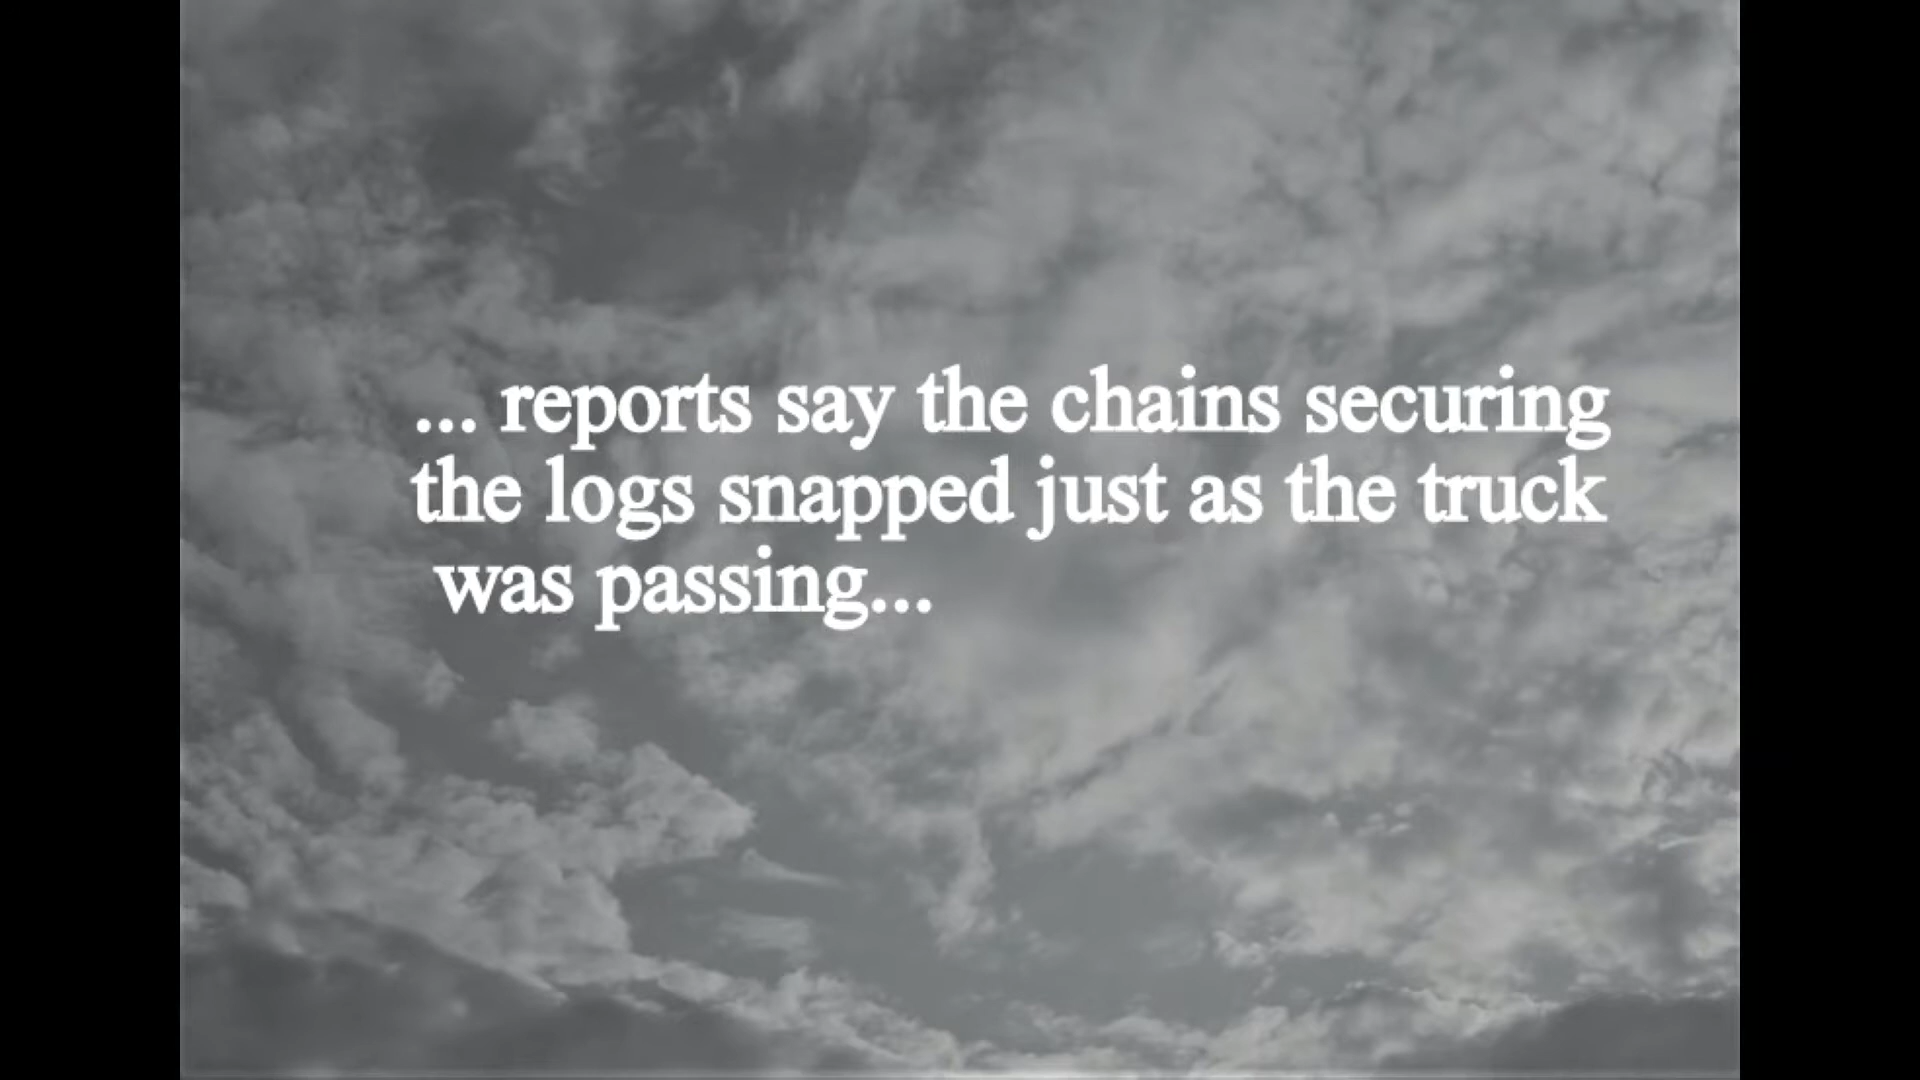 ... reports say the chains securing
the logs snapped just as the truck
was passing...